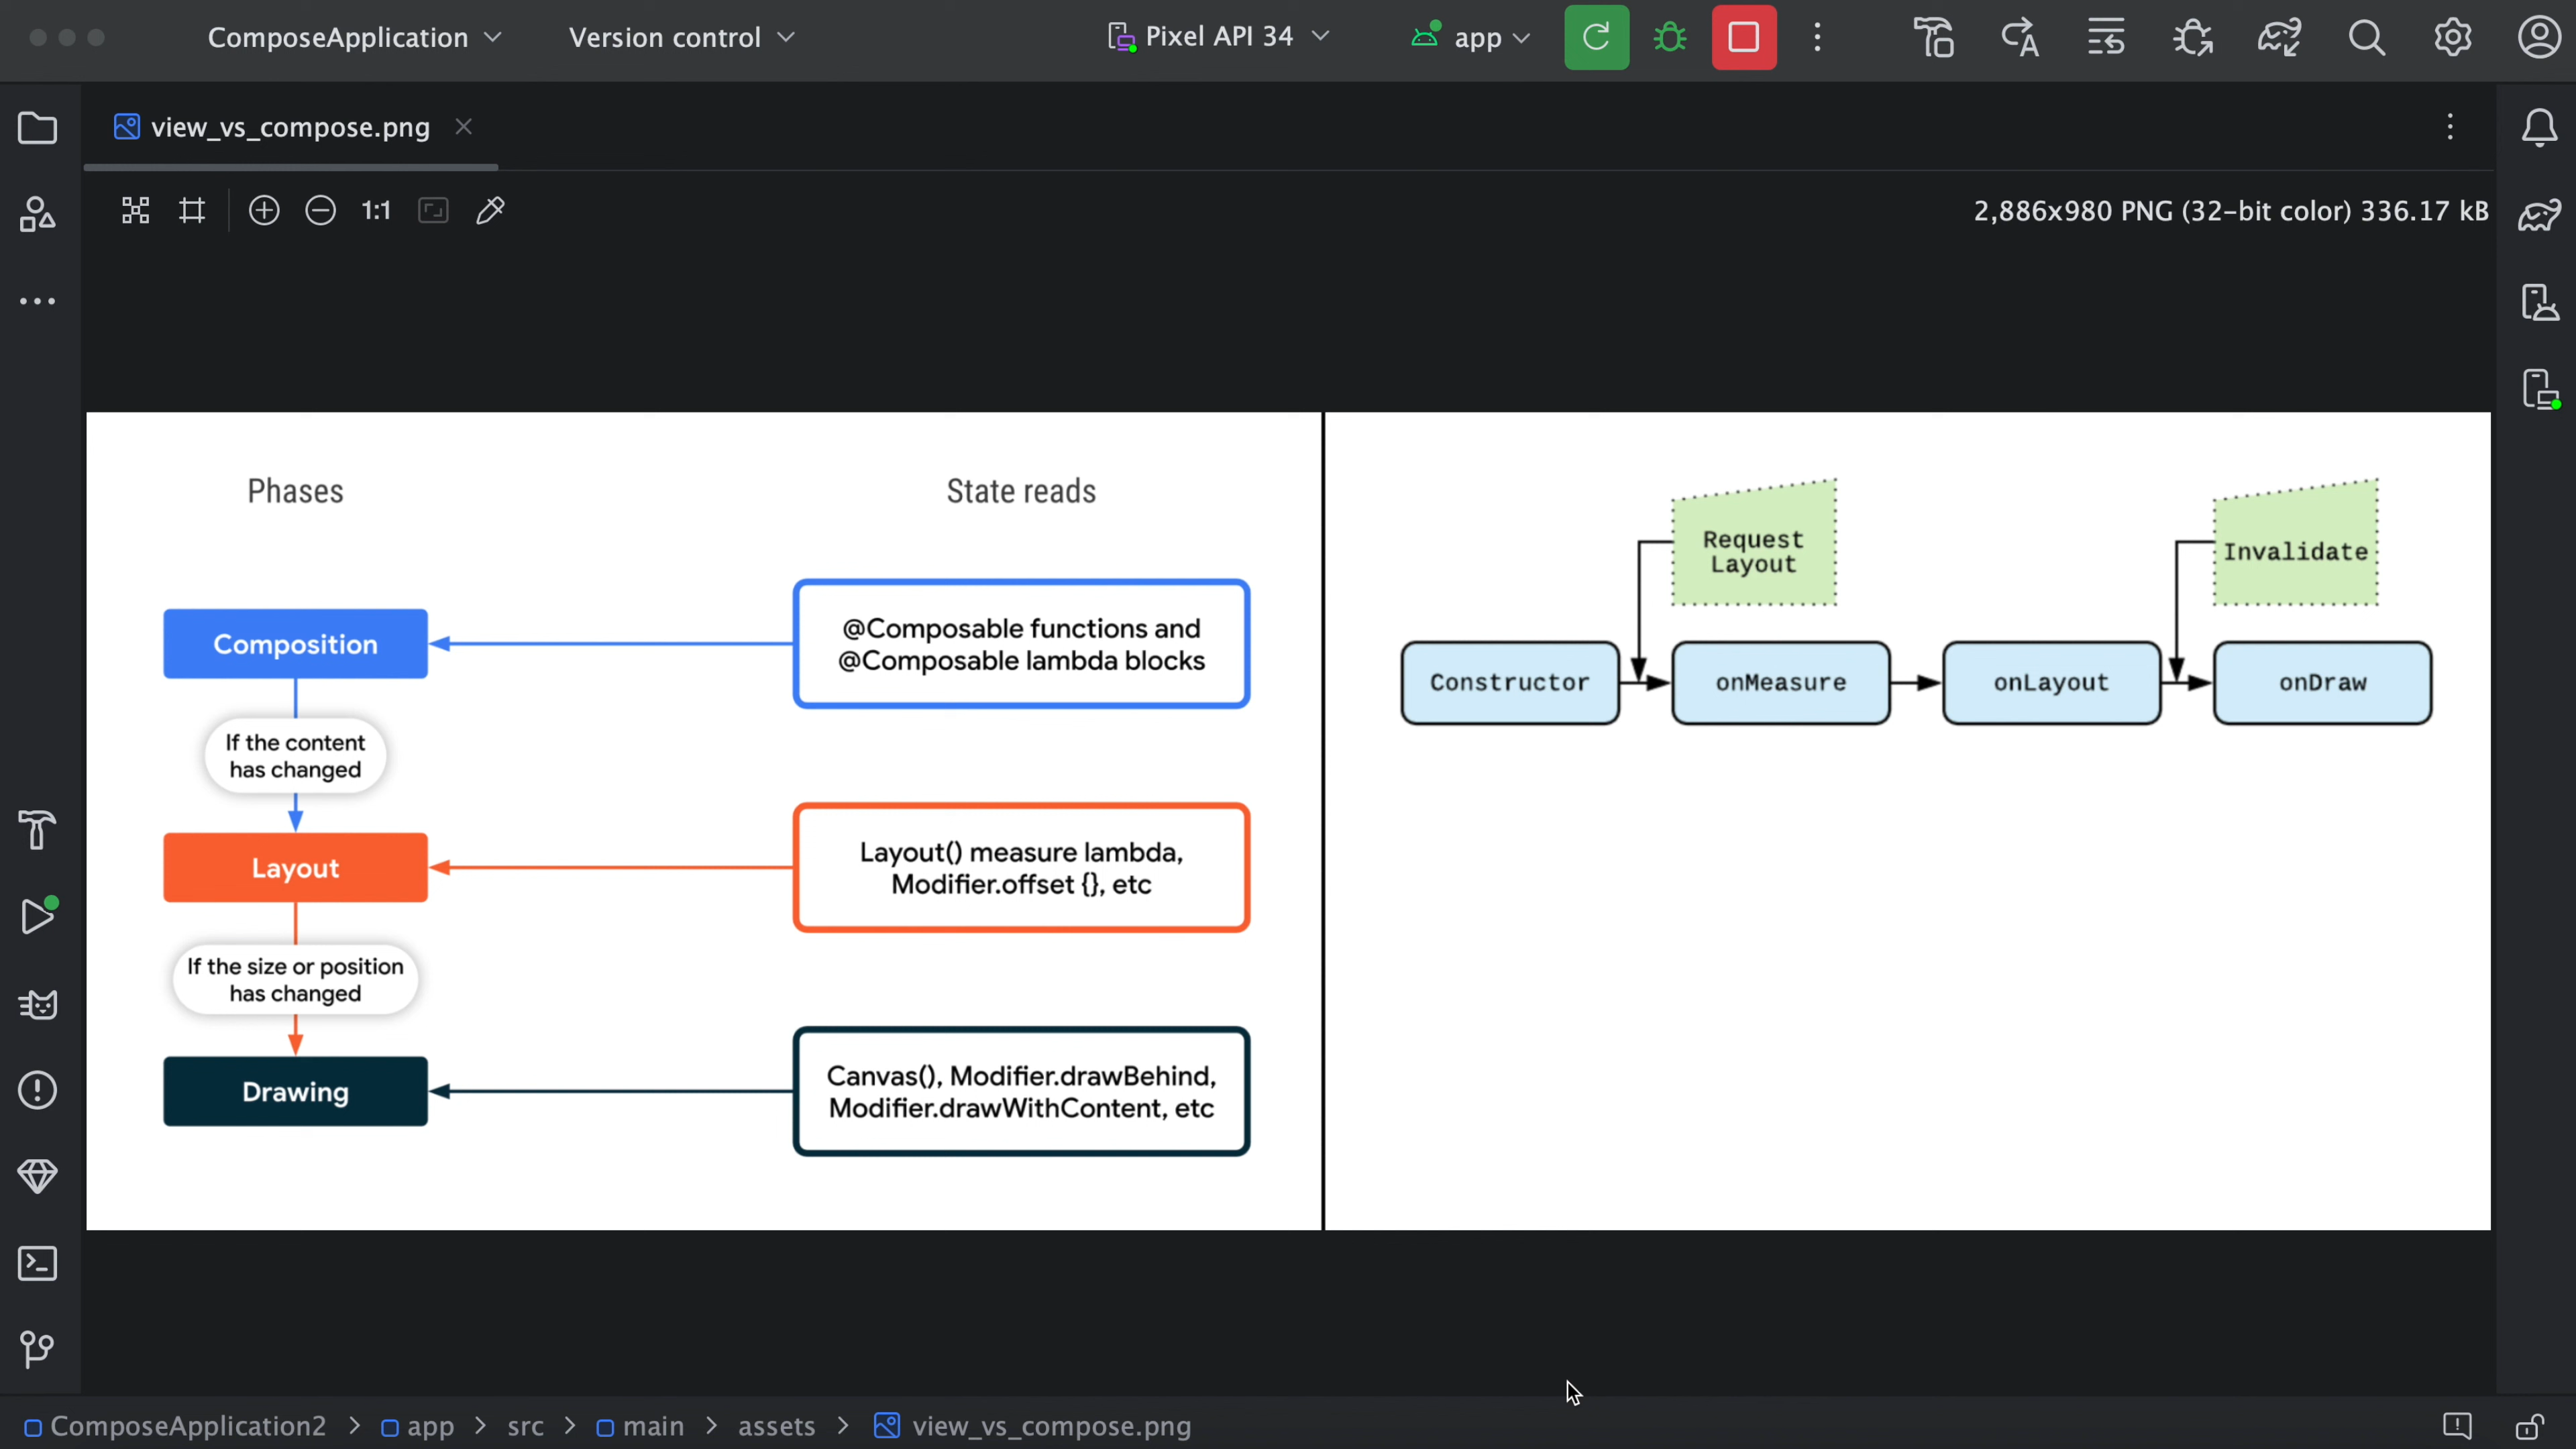 ComposeApplication
Version control
Pixel API 34
app
view_vs_compose.png
1:1
2,886x980 PNG (32-bit color) 336.17 kB
Phases
State reads
Composition
@Composable functions and
@Composable lambda blocks
If the content
has changed
Layout
Layout() measure lambda,
Modifier.offset {}, etc
If the size or position
has changed
Drawing
Canvas(), Modifier.drawBehind,
Modifier.drawWithContent, etc
Request
Layout
Invalidate
Constructor
onMeasure
onLayout
onDraw
ComposeApplication2 > app > src > main > assets > view_vs_compose.png